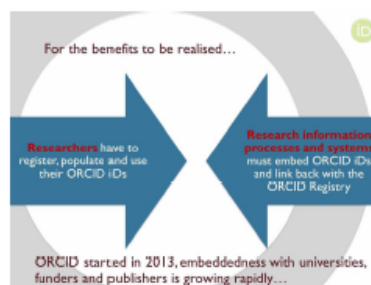 iD
For the benefits to be realised...
Researchers have to
register, populate and use
their ORCID iDs
Research information
processes and systems
must embed ORCID iDs
and link back with the
ORCID Registry
ORCID started in 2013, embeddedness with universities,
funders and publishers is growing rapidly...